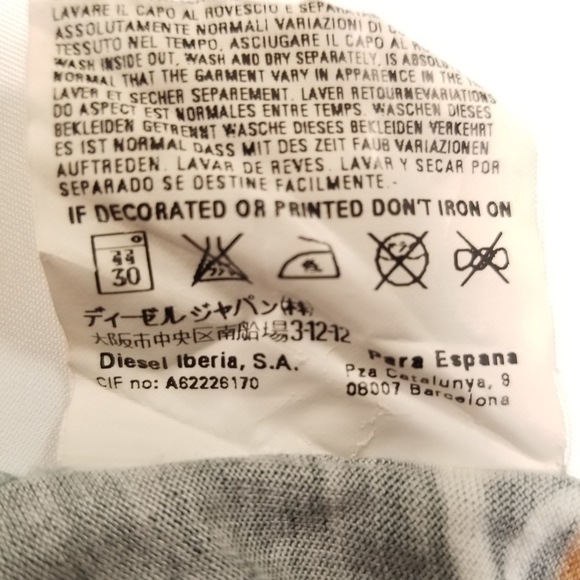 LAVARE IL CAPO AL ROVESCIO E
ASSOLUTAMENTE NORMALI VARIAZIONI DI
TESSUTO NEL TEMPO. ASCIUGARE IL CAPO AL
WASH INSIDE OUT, WASH AND DRY SEPARATELY, IS
NORMAL THAT THE GARMENT VARY IN APPARENCE IN THE
LAVER ET SECHER SEPAREMENT. LAVER RETOURNEVARIATIONS
DO ASPECT EST NORMALES ENTRE TEMPS. WASCHEN DIESES
BEKLEIDEN GETRENNT WASCHE DIESES BEKLEIDEN VERKEHRT
ES IST NORMAL DASS MIT DES ZEIT FAUB VARIAZIONEN
AUFTREDEN. LAVAR DE REVES. LAVAR Y SECAR POR
SEPARADO SE DESTINE FACILMENTE.-
IF DECORATED OR PRINTED DON'T IRON ON
30
ディーゼルジャパン(株)
大阪市中央区南船場3-12-12
Diesel Iberia, S.A. Para Espana
CIF no: A62226170 Pza Catalunya, 9
08007 Barcelona